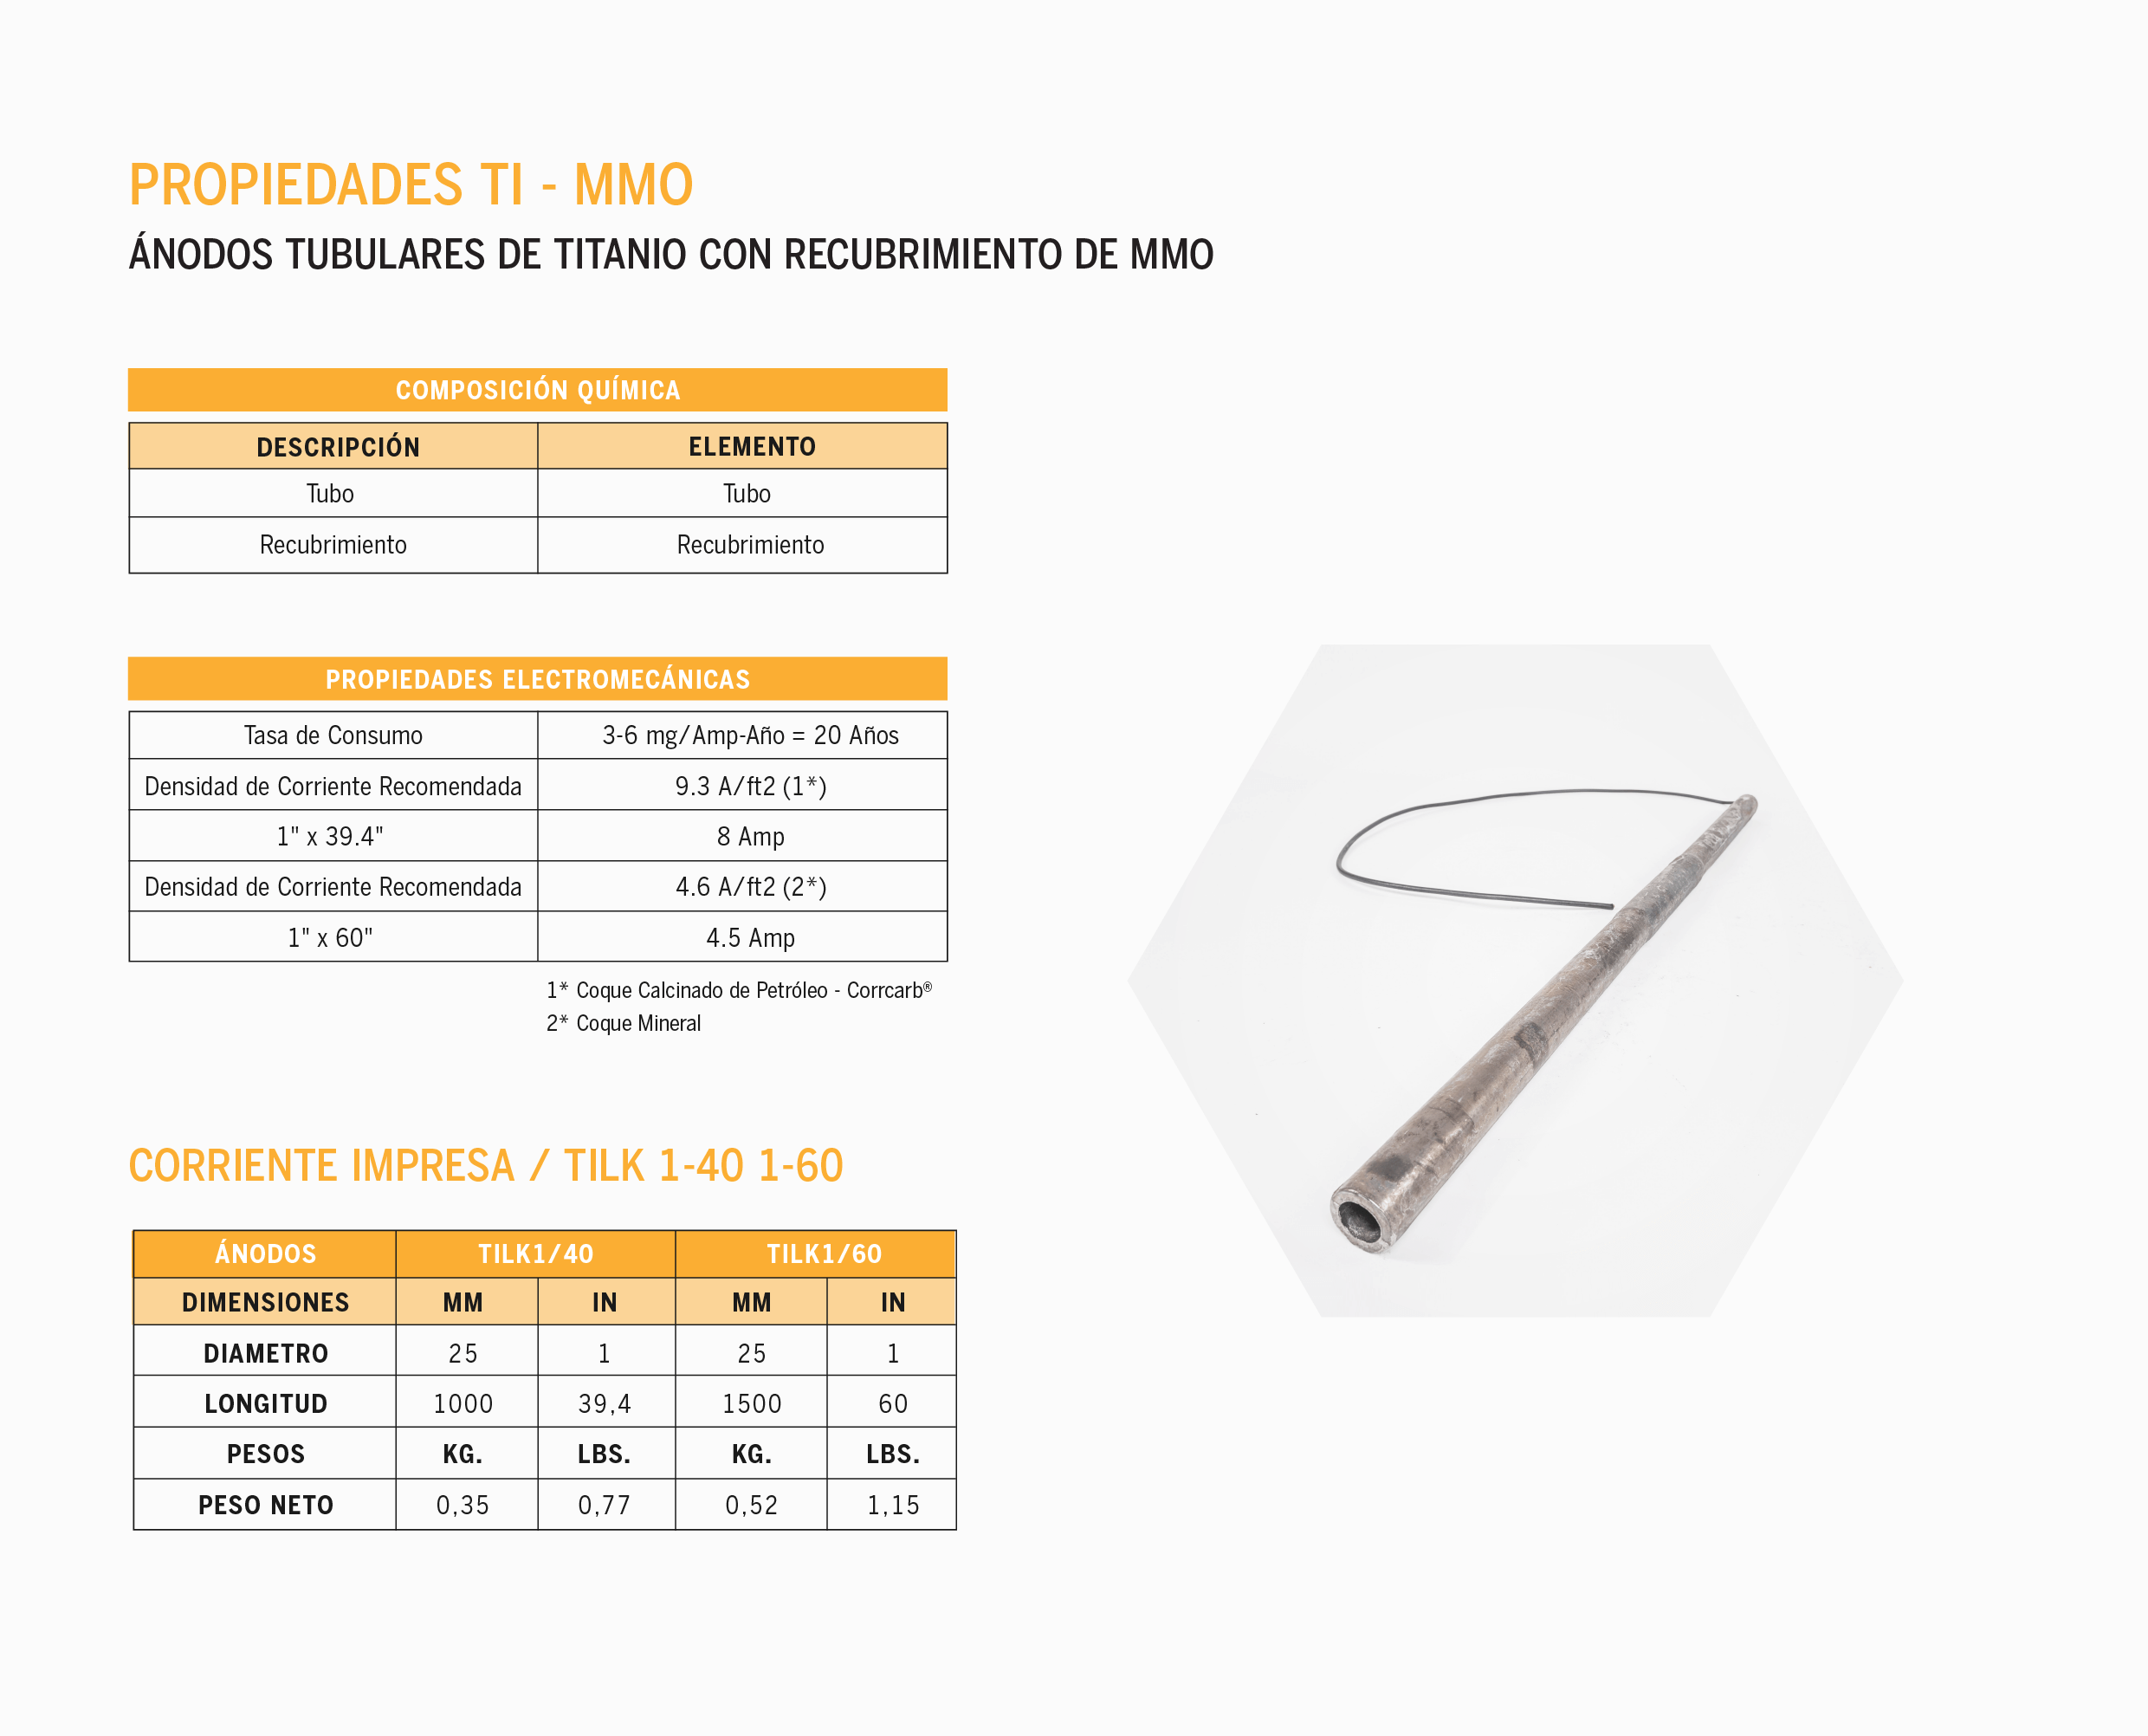 PROPIEDADES TI - MMO
ÁNODOS TUBULARES DE TITANIO CON RECUBRIMIENTO DE MMO
COMPOSICIÓN QUÍMICA
DESCRIPCIÓN ELEMENTO
Tubo Tubo
Recubrimiento Recubrimiento
PROPIEDADES ELECTROMECÁNICAS
Tasa de Consumo 3-6 mg/Amp-Año = 20 Años
Densidad de Corriente Recomendada 9.3 A/ft2 (1*)
1" x 39.4" 8 Amp
Densidad de Corriente Recomendada 4.6 A/ft2 (2*)
1" x 60" 4.5 Amp
1* Coque Calcinado de Petróleo - Corrcarb®
2* Coque Mineral
CORRIENTE IMPRESA / TILK 1-40 1-60
ÁNODOS TILK1/40 TILK1/60
DIMENSIONES MM IN MM IN
DIAMETRO 25 1 25 1
LONGITUD 1000 39,4 1500 60
PESOS KG. LBS. KG. LBS.
PESO NETO 0,35 0,77 0,52 1,15